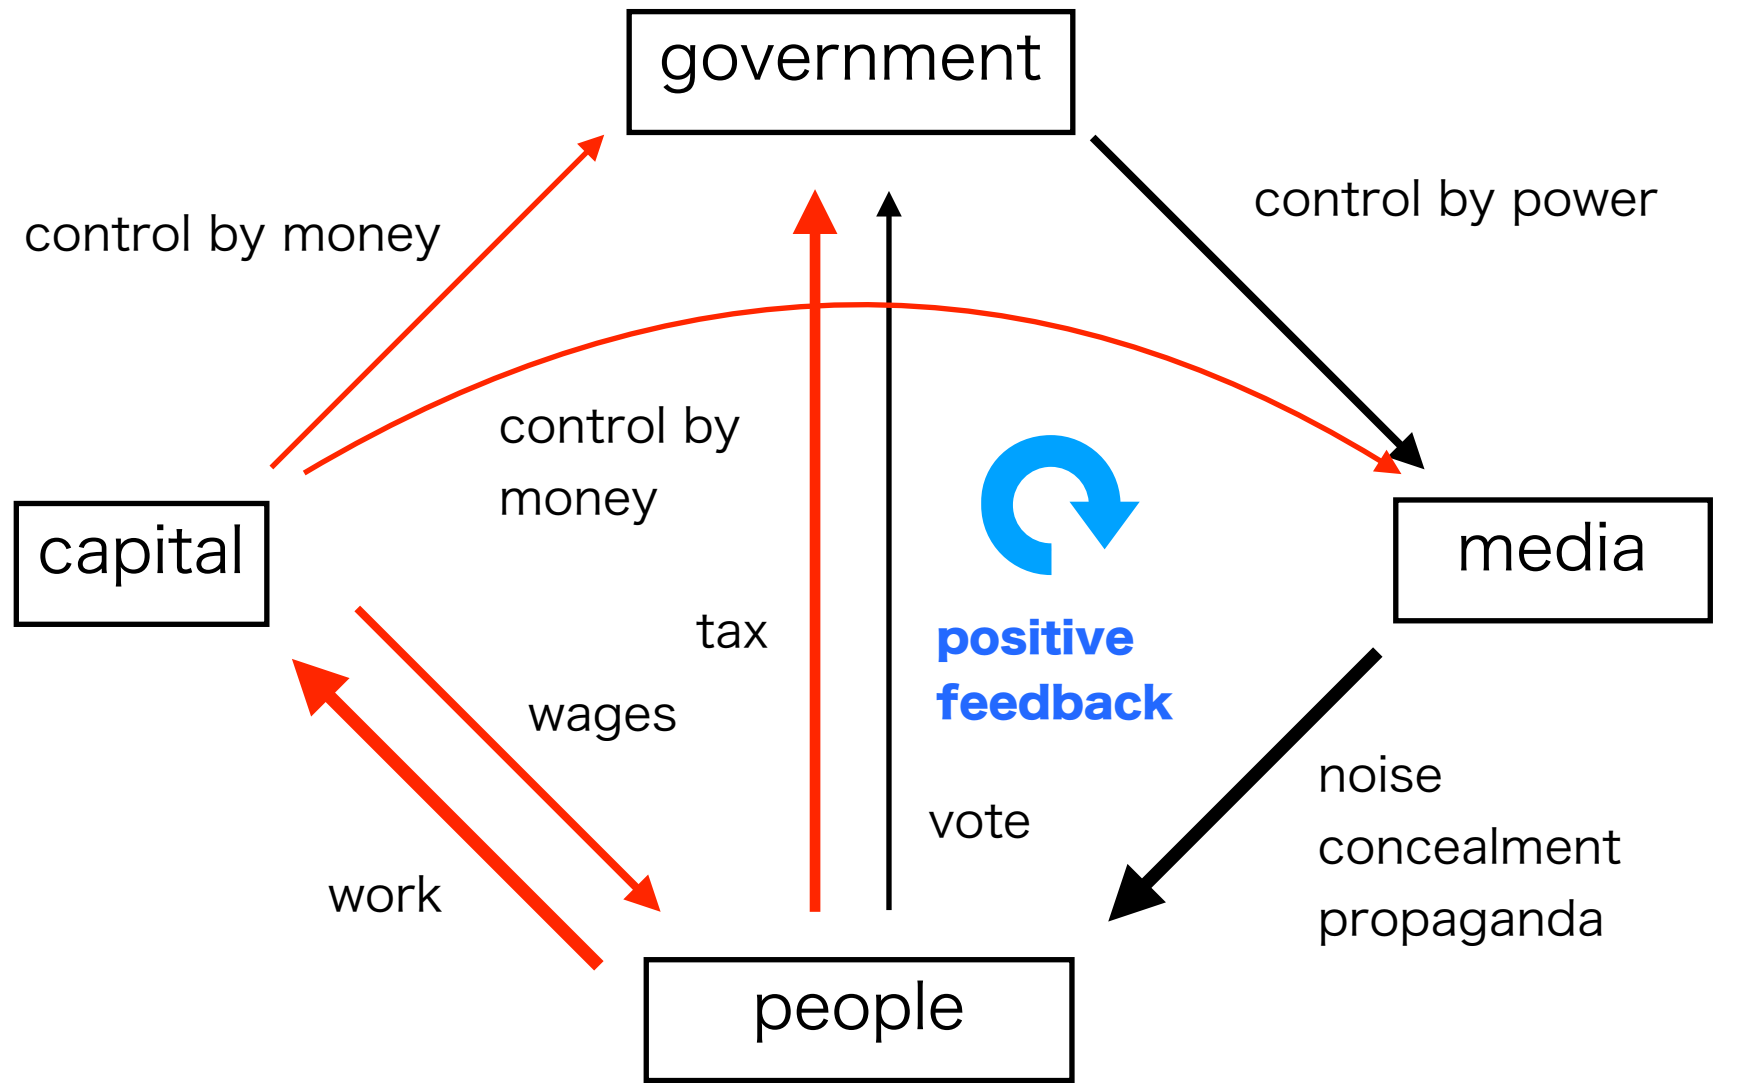 government
control by power
control by money
control by
money
capital
media
tax
positive
feedback
wages
noise
vote
concealment
work
propaganda
people